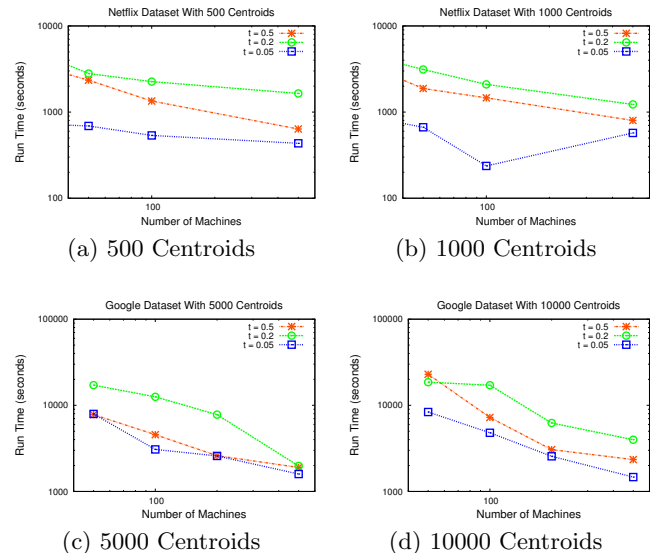 Netflix Dataset With 500 Centroids
t = 0.5
t = 0.2
t = 0.05
10000
1000
100
100
Run Time (seconds)
Number of Machines
(a) 500 Centroids
Netflix Dataset With 1000 Centroids
t = 0.5
t = 0.2
t = 0.05
10000
1000
100
100
Run Time (seconds)
Number of Machines
(b) 1000 Centroids
Google Dataset With 5000 Centroids
t = 0.5
t = 0.2
t = 0.05
100000
10000
1000
100
Run Time (seconds)
Number of Machines
(c) 5000 Centroids
Google Dataset With 10000 Centroids
t = 0.5
t = 0.2
t = 0.05
100000
10000
1000
100
Run Time (seconds)
Number of Machines
(d) 10000 Centroids